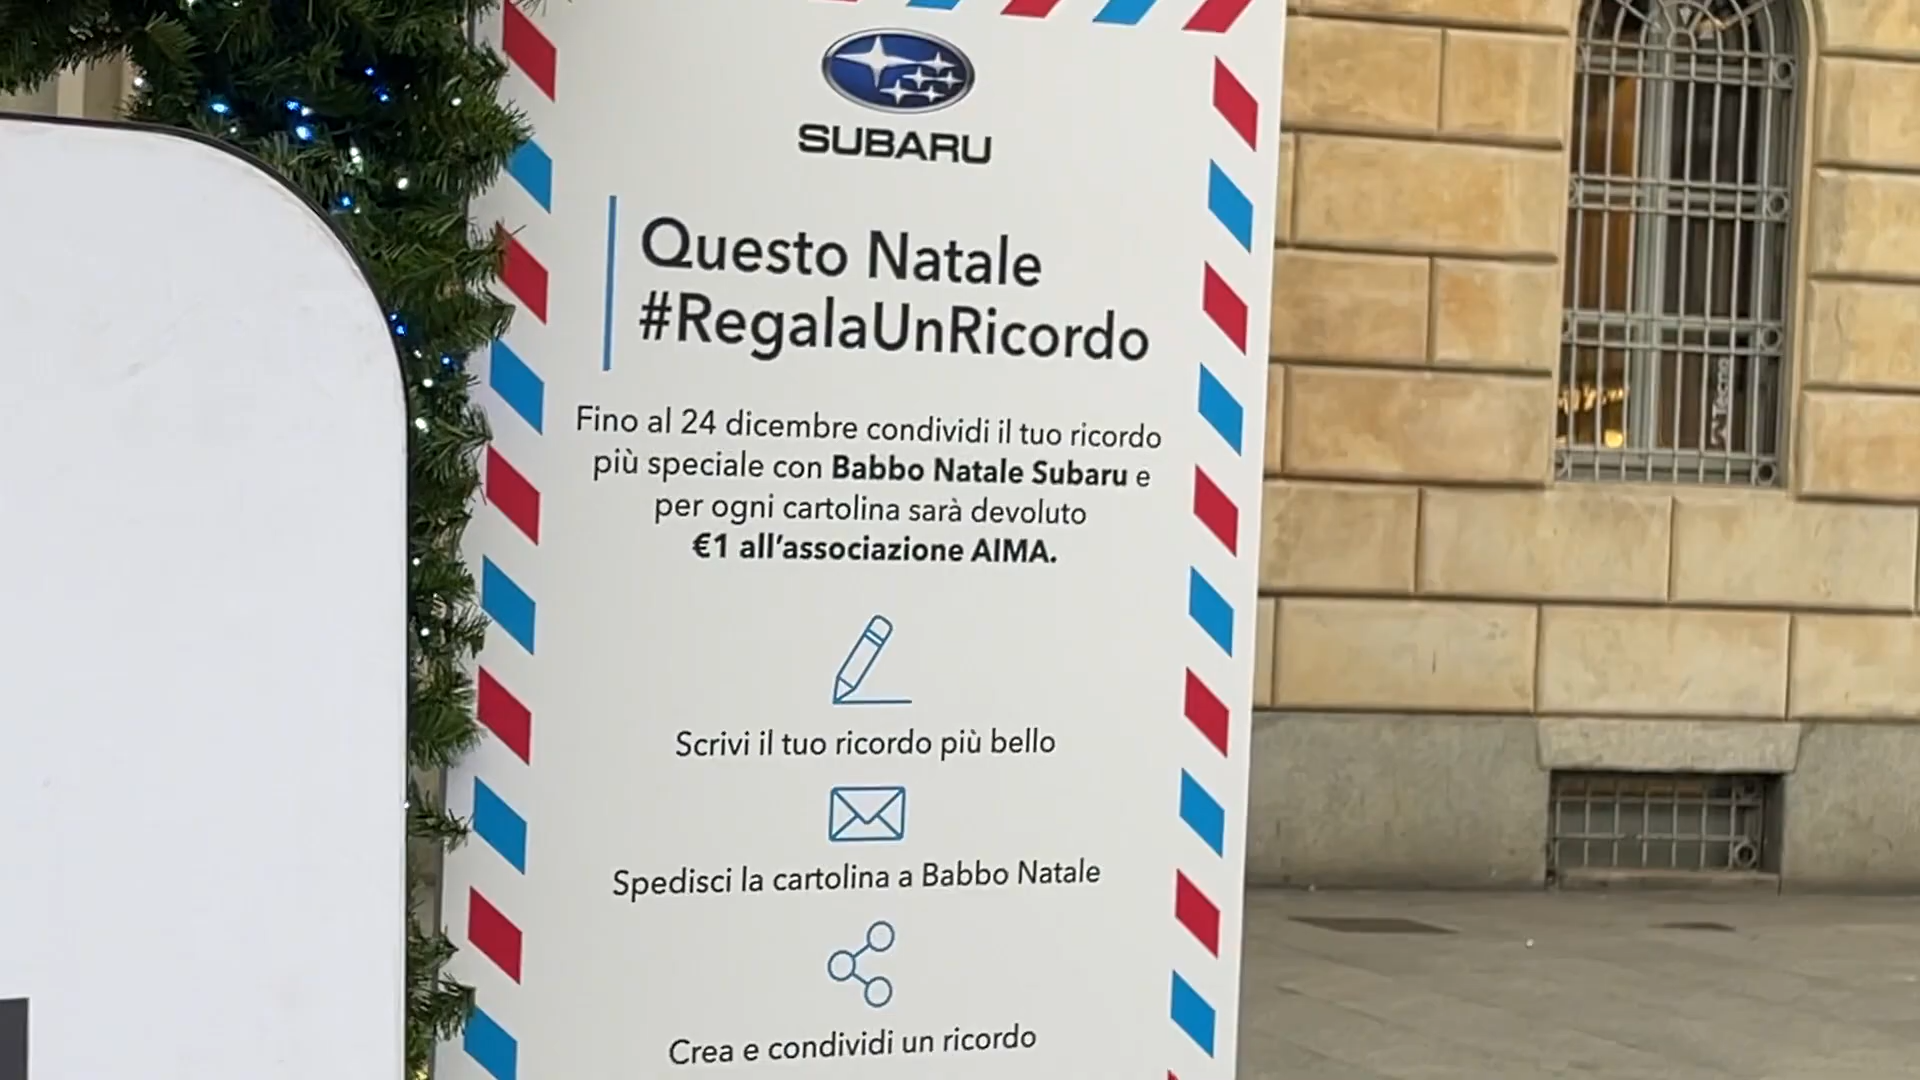 SUBARU
Questo Natale
#RegalaUnRicordo
Fino al 24 dicembre condividi il tuo ricordo
più speciale con Babbo Natale Subaru e
per ogni cartolina sarà devoluto
€1 all'associazione AIMA.
Scrivi il tuo ricordo più bello
Spedisci la cartolina a Babbo Natale
Crea e condividi un ricordo